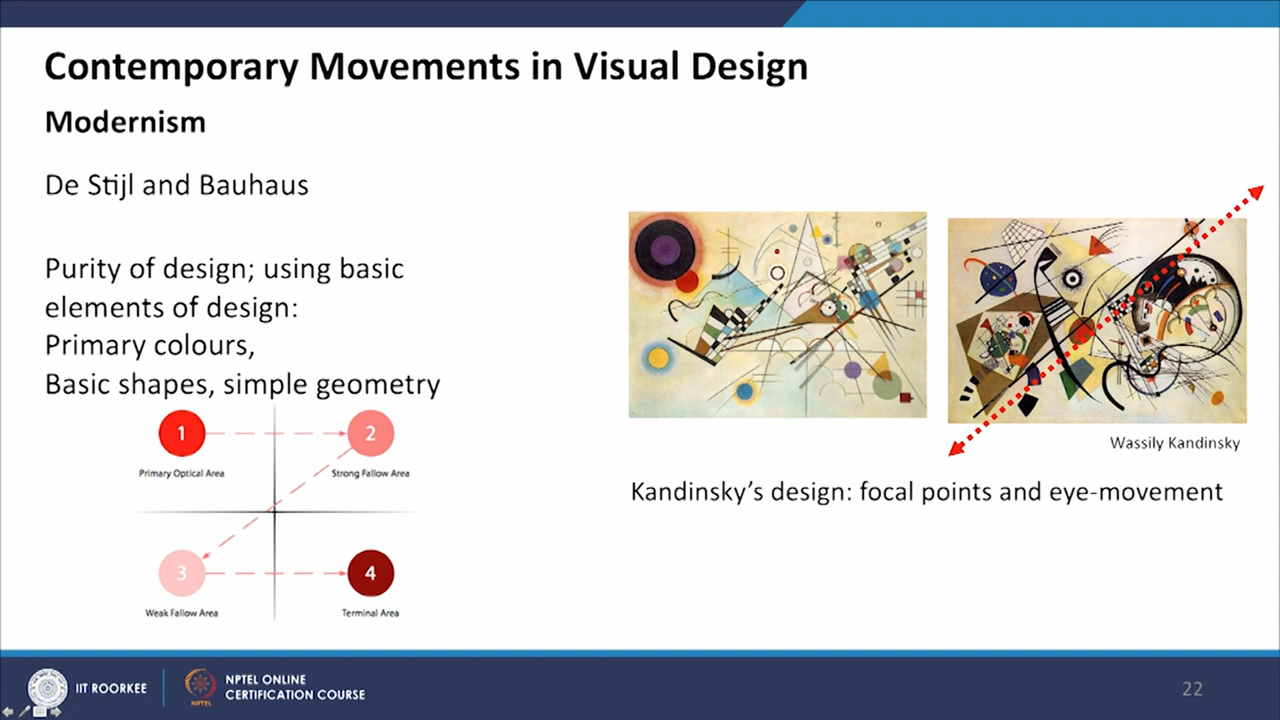 Contemporary Movements in Visual Design
Modernism
De Stijl and Bauhaus
Purity of design; using basic
elements of design:
Primary colours,
Basic shapes, simple geometry
1
2
Primary Optical Area
Strong Fallow Area
3
4
Weak Fallow Area
Terminal Area
Wassily Kandinsky
Kandinsky's design: focal points and eye-movement
IIT ROORKEE
NPTEL
NPTEL ONLINE
CERTIFICATION COURSE
22